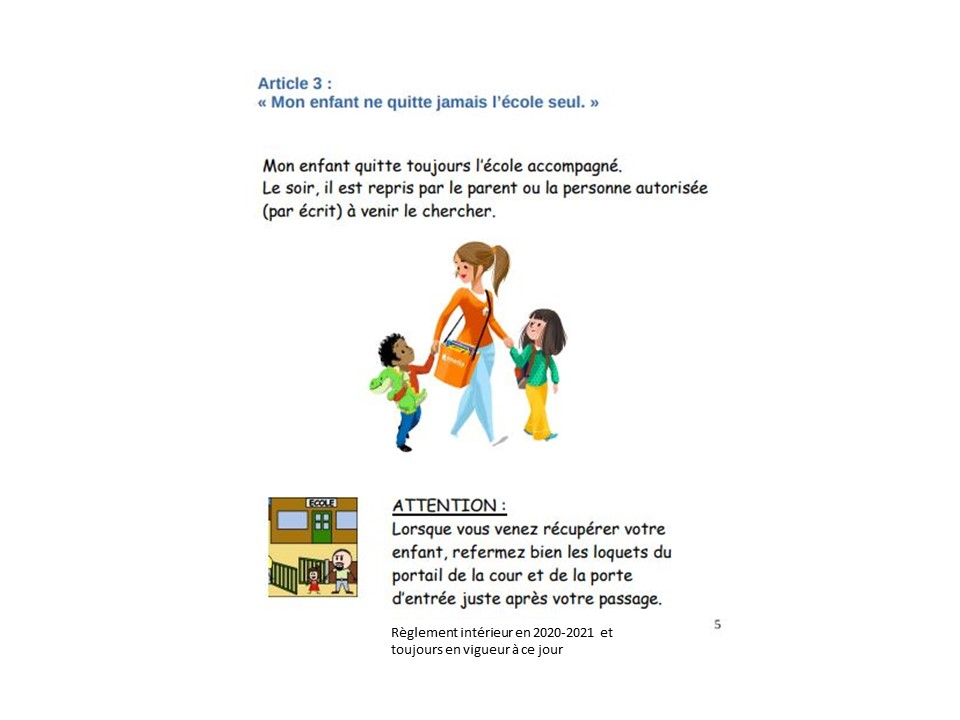 Article 3 :
« Mon enfant ne quitte jamais l'école seul. »
Mon enfant quitte toujours l'école accompagné.
Le soir, il est repris par le parent ou la personne autorisée
(par écrit) à venir le chercher.
ECOLE
ATTENTION :
Lorsque vous venez récupérer votre
enfant, refermez bien les loquets du
portail de la cour et de la porte
d'entrée juste après votre passage.
5
Règlement intérieur en 2020-2021 et
toujours en vigueur à ce jour